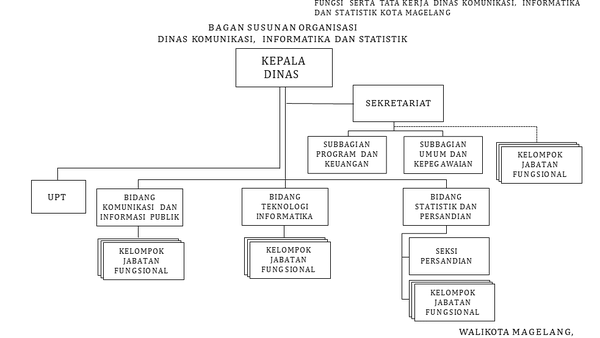 FUNGSI SERTA TATA KERJA DINAS KOMUNIKASI, INFORMATIKA
DAN STATISTIK KOTA MAGELANG
BAGAN SUSUNAN ORGANISASI
DINAS KOMUNIKASI, INFORMATIKA DAN STATISTIK
KEPALA
DINAS
SEKRETARIAT
SUBBAGIAN
PROGRAM DAN
KEUANGAN
SUBBAGIAN
UMUM DAN
KEPEGAWAIAN
KELOMPOK
JABATAN
FUNGSIONAL
UPT
BIDANG
KOMUNIKASI DAN
INFORMASI PUBLIK
BIDANG
TEKNOLOGI
INFORMATIKA
BIDANG
STATISTIK DAN
PERSANDIAN
KELOMPOK
JABATAN
FUNGSIONAL
KELOMPOK
JABATAN
FUNGSIONAL
SEKSI
PERSANDIAN
KELOMPOK
JABATAN
FUNGSIONAL
WALIKOTA MAGELANG,